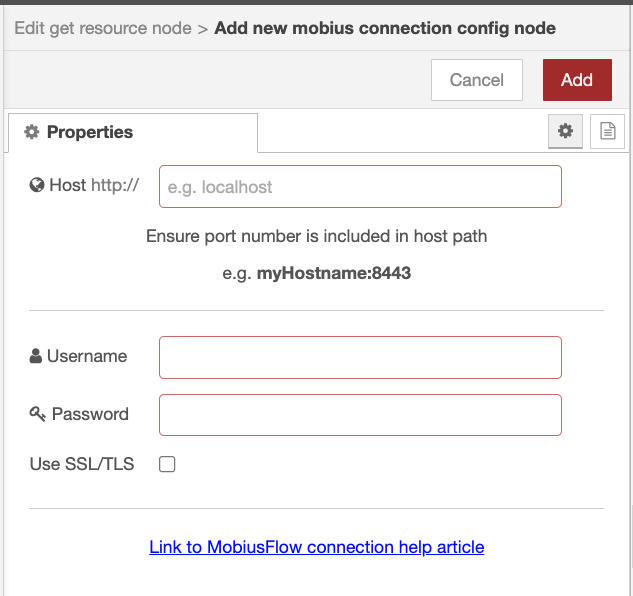 Edit get resource node > Add new mobius connection config node
Cancel Add
Properties
Host http:// e.g. localhost
Ensure port number is included in host path
e.g. myHostname:8443
Username
Password
Use SSL/TLS
Link to MobiusFlow connection help article